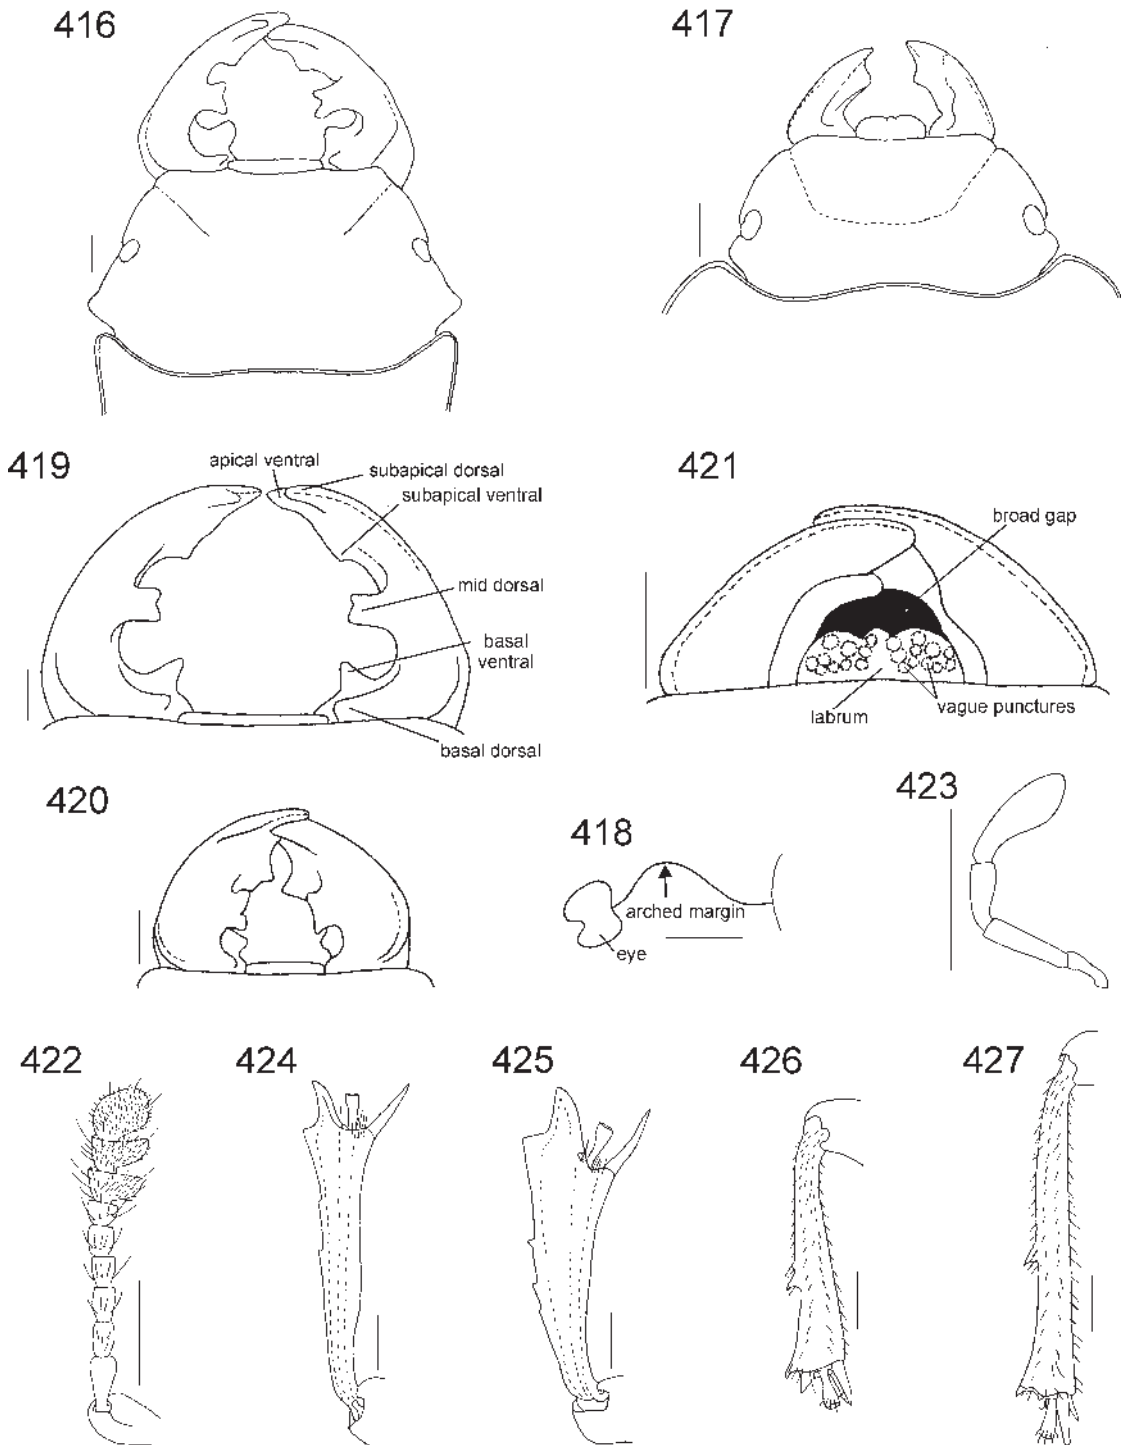 416
417
419
apical ventral
subapical dorsal
subapical ventral
mid dorsal
basal
ventral
basal dorsal
421
broad gap
labrum
vague punctures
420
418
arched margin
eye
423
422
424
425
426
427